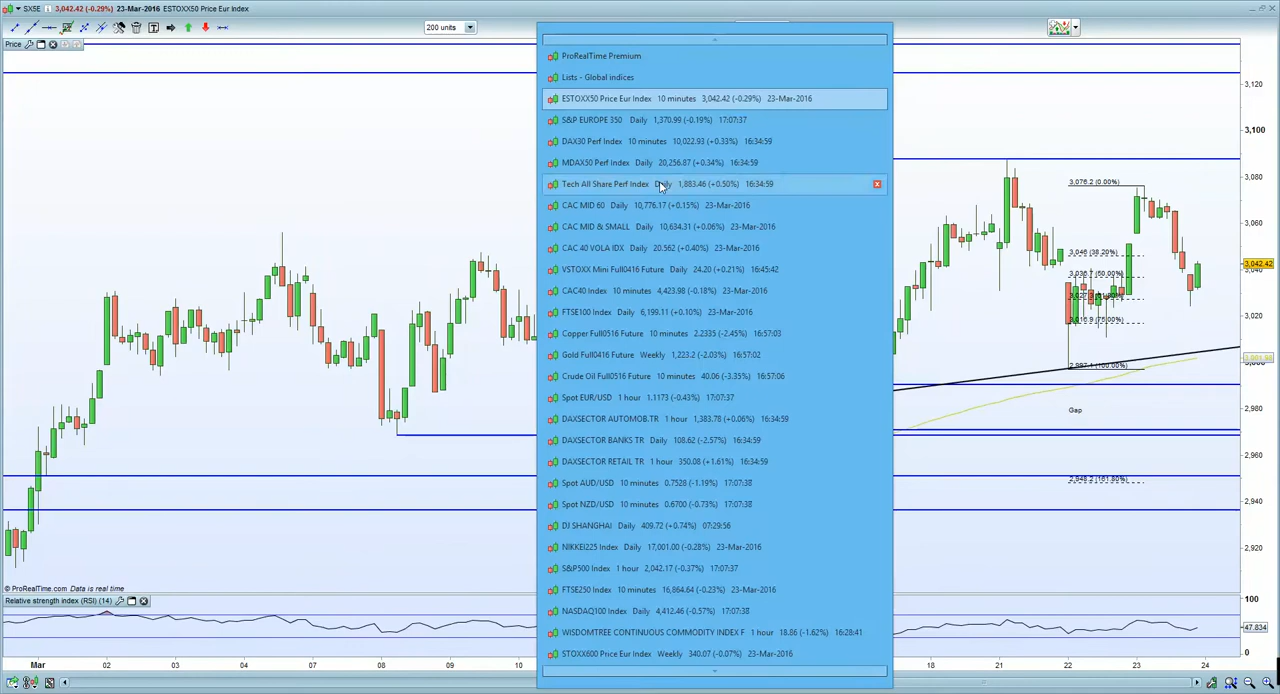 SX5E 3,042.42 (-0.29%) 23-Mar-2016 ESTOXX50 Price Eur Index
200 units
Price
ProRealTime Premium
Lists - Global indices
ESTOXX50 Price Eur Index 10 minutes 3,042.42 (-0.29%) 23-Mar-2016
S&P EUROPE 350 Daily 1,370.99 (-0.19%) 17:07:37
DAX30 Perf Index 10 minutes 10,022.93 (+0.33%) 16:34:59
MDAX50 Perf Index Daily 20,256.87 (+0.34%) 16:34:59
Tech All Share Perf Index Daily 1,883.46 (+0.50%) 16:34:59
CAC MID 60 Daily 10,776.17 (+0.15%) 23-Mar-2016
CAC MID & SMALL Daily 10,634.31 (+0.06%) 23-Mar-2016
CAC 40 VOLA IDX Daily 20.562 (+0.40%) 23-Mar-2016
VSTOXX Mini Full0416 Future Daily 24.20 (+0.21%) 16:45:42
CAC40 Index 10 minutes 4,423.98 (-0.18%) 23-Mar-2016
FTSE100 Index Daily 6,199.11 (+0.10%) 23-Mar-2016
Copper Full0516 Future 10 minutes 2.2335 (-2.45%) 16:57:03
Gold Full0416 Future Weekly 1,223.2 (-2.03%) 16:57:02
Crude Oil Full0516 Future 10 minutes 40.06 (-3.35%) 16:57:06
Spot EUR/USD 1 hour 1.1173 (-0.43%) 17:07:37
DAXSECTOR AUTOMOB.TR 1 hour 1,383.78 (+0.06%) 16:34:59
DAXSECTOR BANKS TR Daily 108.62 (-2.57%) 16:34:59
DAXSECTOR RETAIL TR 1 hour 350.08 (+1.61%) 16:34:59
Spot AUD/USD 10 minutes 0.7528 (-1.19%) 17:07:38
Spot NZD/USD 10 minutes 0.6700 (-0.73%) 17:07:38
DJ SHANGHAI Daily 409.72 (+0.74%) 07:29:56
NIKKEI225 Index Daily 17,001.00 (-0.28%) 23-Mar-2016
S&P500 Index 1 hour 2,042.17 (-0.37%) 17:07:37
FTSE250 Index 10 minutes 16,864.64 (-0.23%) 23-Mar-2016
NASDAQ100 Index Daily 4,412.46 (-0.57%) 17:07:38
WISDOMTREE CONTINUOUS COMMODITY INDEX F 1 hour 18.86 (-1.62%) 16:28:41
STOXX600 Price Eur Index Weekly 340.07 (-0.07%) 23-Mar-2016
3,076.2 (0.00%)
3,046 (38.20%)
(50.00%)
(75.00%)
(100.00%)
Gap
2,948.2 (161.80%)
3,120
3,100
3,080
3,060
3,042.42
3,020
2,980
2,960
2,940
2,920
© ProRealTime.com Data is real time
Relative strength index (RSI) (14)
100
47.834
0
Mar 02 03 04 07 08 09 10 18 21 22 23 24